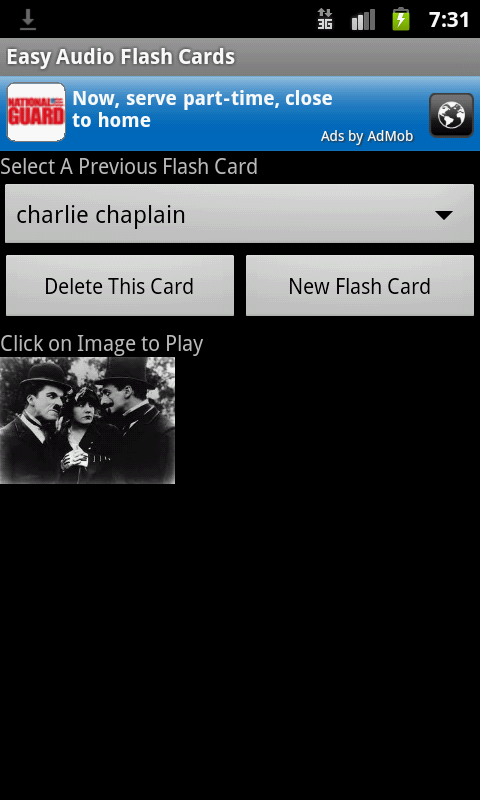 3G
7:31
Easy Audio Flash Cards
NATIONAL
GUARD
Now, serve part-time, close
to home
Ads by AdMob
Select A Previous Flash Card
charlie chaplain
Delete This Card
New Flash Card
Click on Image to Play